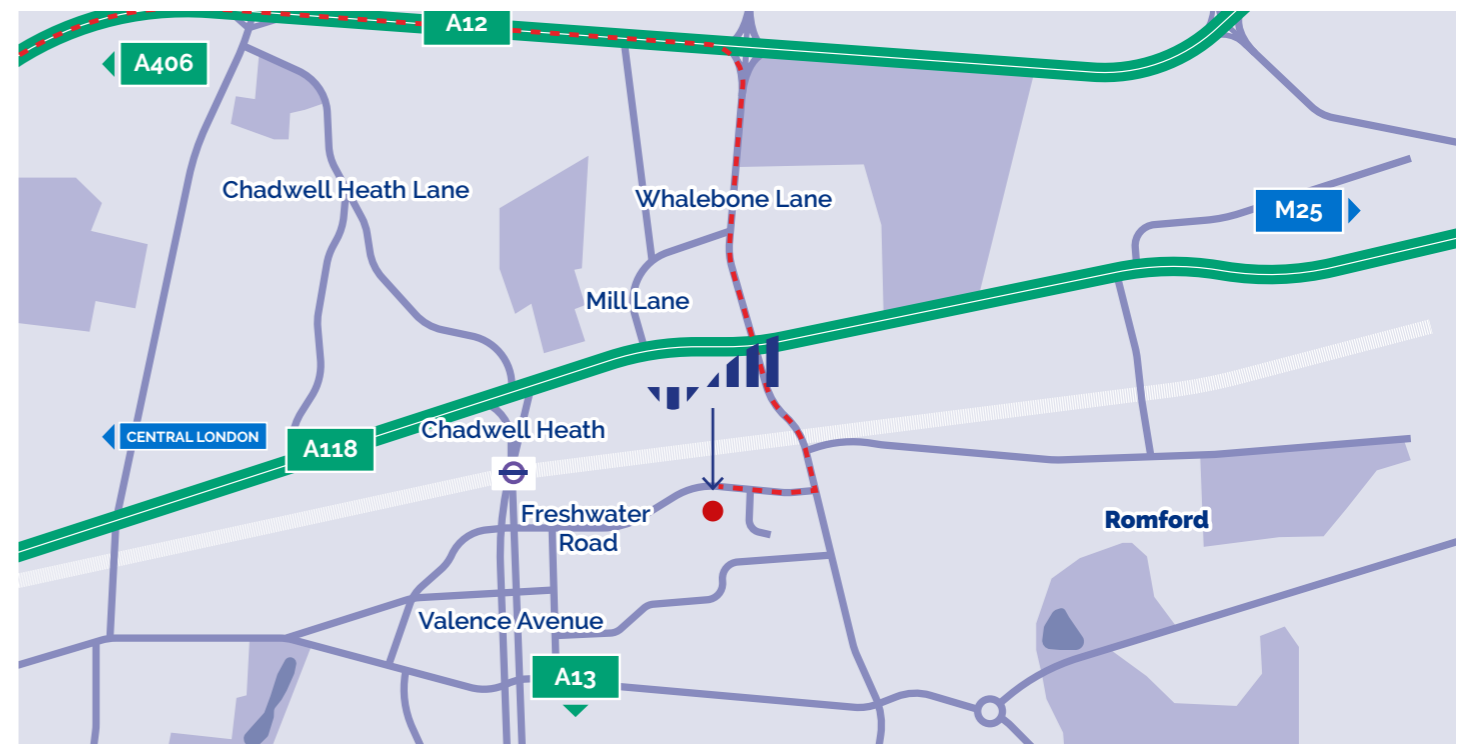 A12
A406
Chadwell Heath Lane
Whalebone Lane
M25
Mill Lane
CENTRAL LONDON
A118
Chadwell Heath
Freshwater
Road
Romford
Valence Avenue
A13